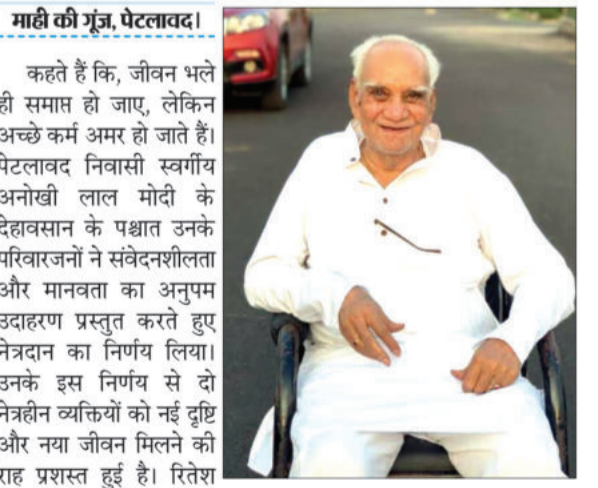 माही की गूंज, पेटलावद।
कहते हैं कि, जीवन भले
ही समाप्त हो जाए, लेकिन
अच्छे कर्म अमर हो जाते हैं।
पेटलावद निवासी स्वर्गीय
अनोखी लाल मोदी के
देहावसान के पश्चात उनके
परिवारजनों ने संवेदनशीलता
और मानवता का अनुपम
उदाहरण प्रस्तुत करते हुए
नेत्रदान का निर्णय लिया।
उनके इस निर्णय से दो
नेत्रहीन व्यक्तियों को नई दृष्टि
और नया जीवन मिलने की
राह प्रशस्त हुई है। रितेश